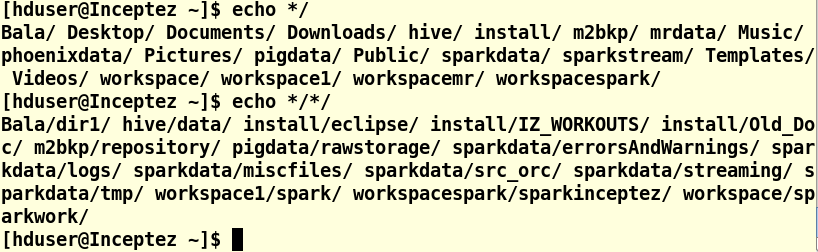 [hduser@Inceptez ~]$ echo */
Bala/ Desktop/ Documents/ Downloads/ hive/ install/ m2bkp/ mrdata/ Music/
phoenixdata/ Pictures/ pigdata/ Public/ sparkdata/ sparkstream/ Templates/
 Videos/ workspace/ workspace1/ workspacemr/ workspacespark/
[hduser@Inceptez ~]$ echo */*/
Bala/dir1/ hive/data/ install/eclipse/ install/IZ_WORKOUTS/ install/Old_Do
c/ m2bkp/repository/ pigdata/rawstorage/ sparkdata/errorsAndWarnings/ spar
kdata/logs/ sparkdata/miscfiles/ sparkdata/src_orc/ sparkdata/streaming/ s
parkdata/tmp/ workspace1/spark/ workspacespark/sparkinceptez/ workspace/sp
arkwork/
[hduser@Inceptez ~]$